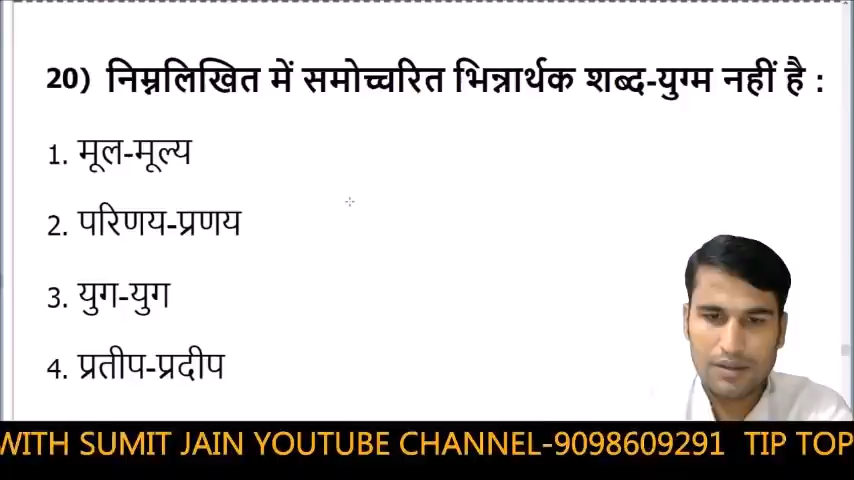 20) निम्नलिखित में समोच्चरित भिन्नार्थक शब्द-युग्म नहीं है :
1. मूल-मूल्य
2. परिणय-प्रणय
3. युग-युग
4. प्रतीप-प्रदीप
WITH SUMIT JAIN YOUTUBE CHANNEL-9098609291 TIP TOP